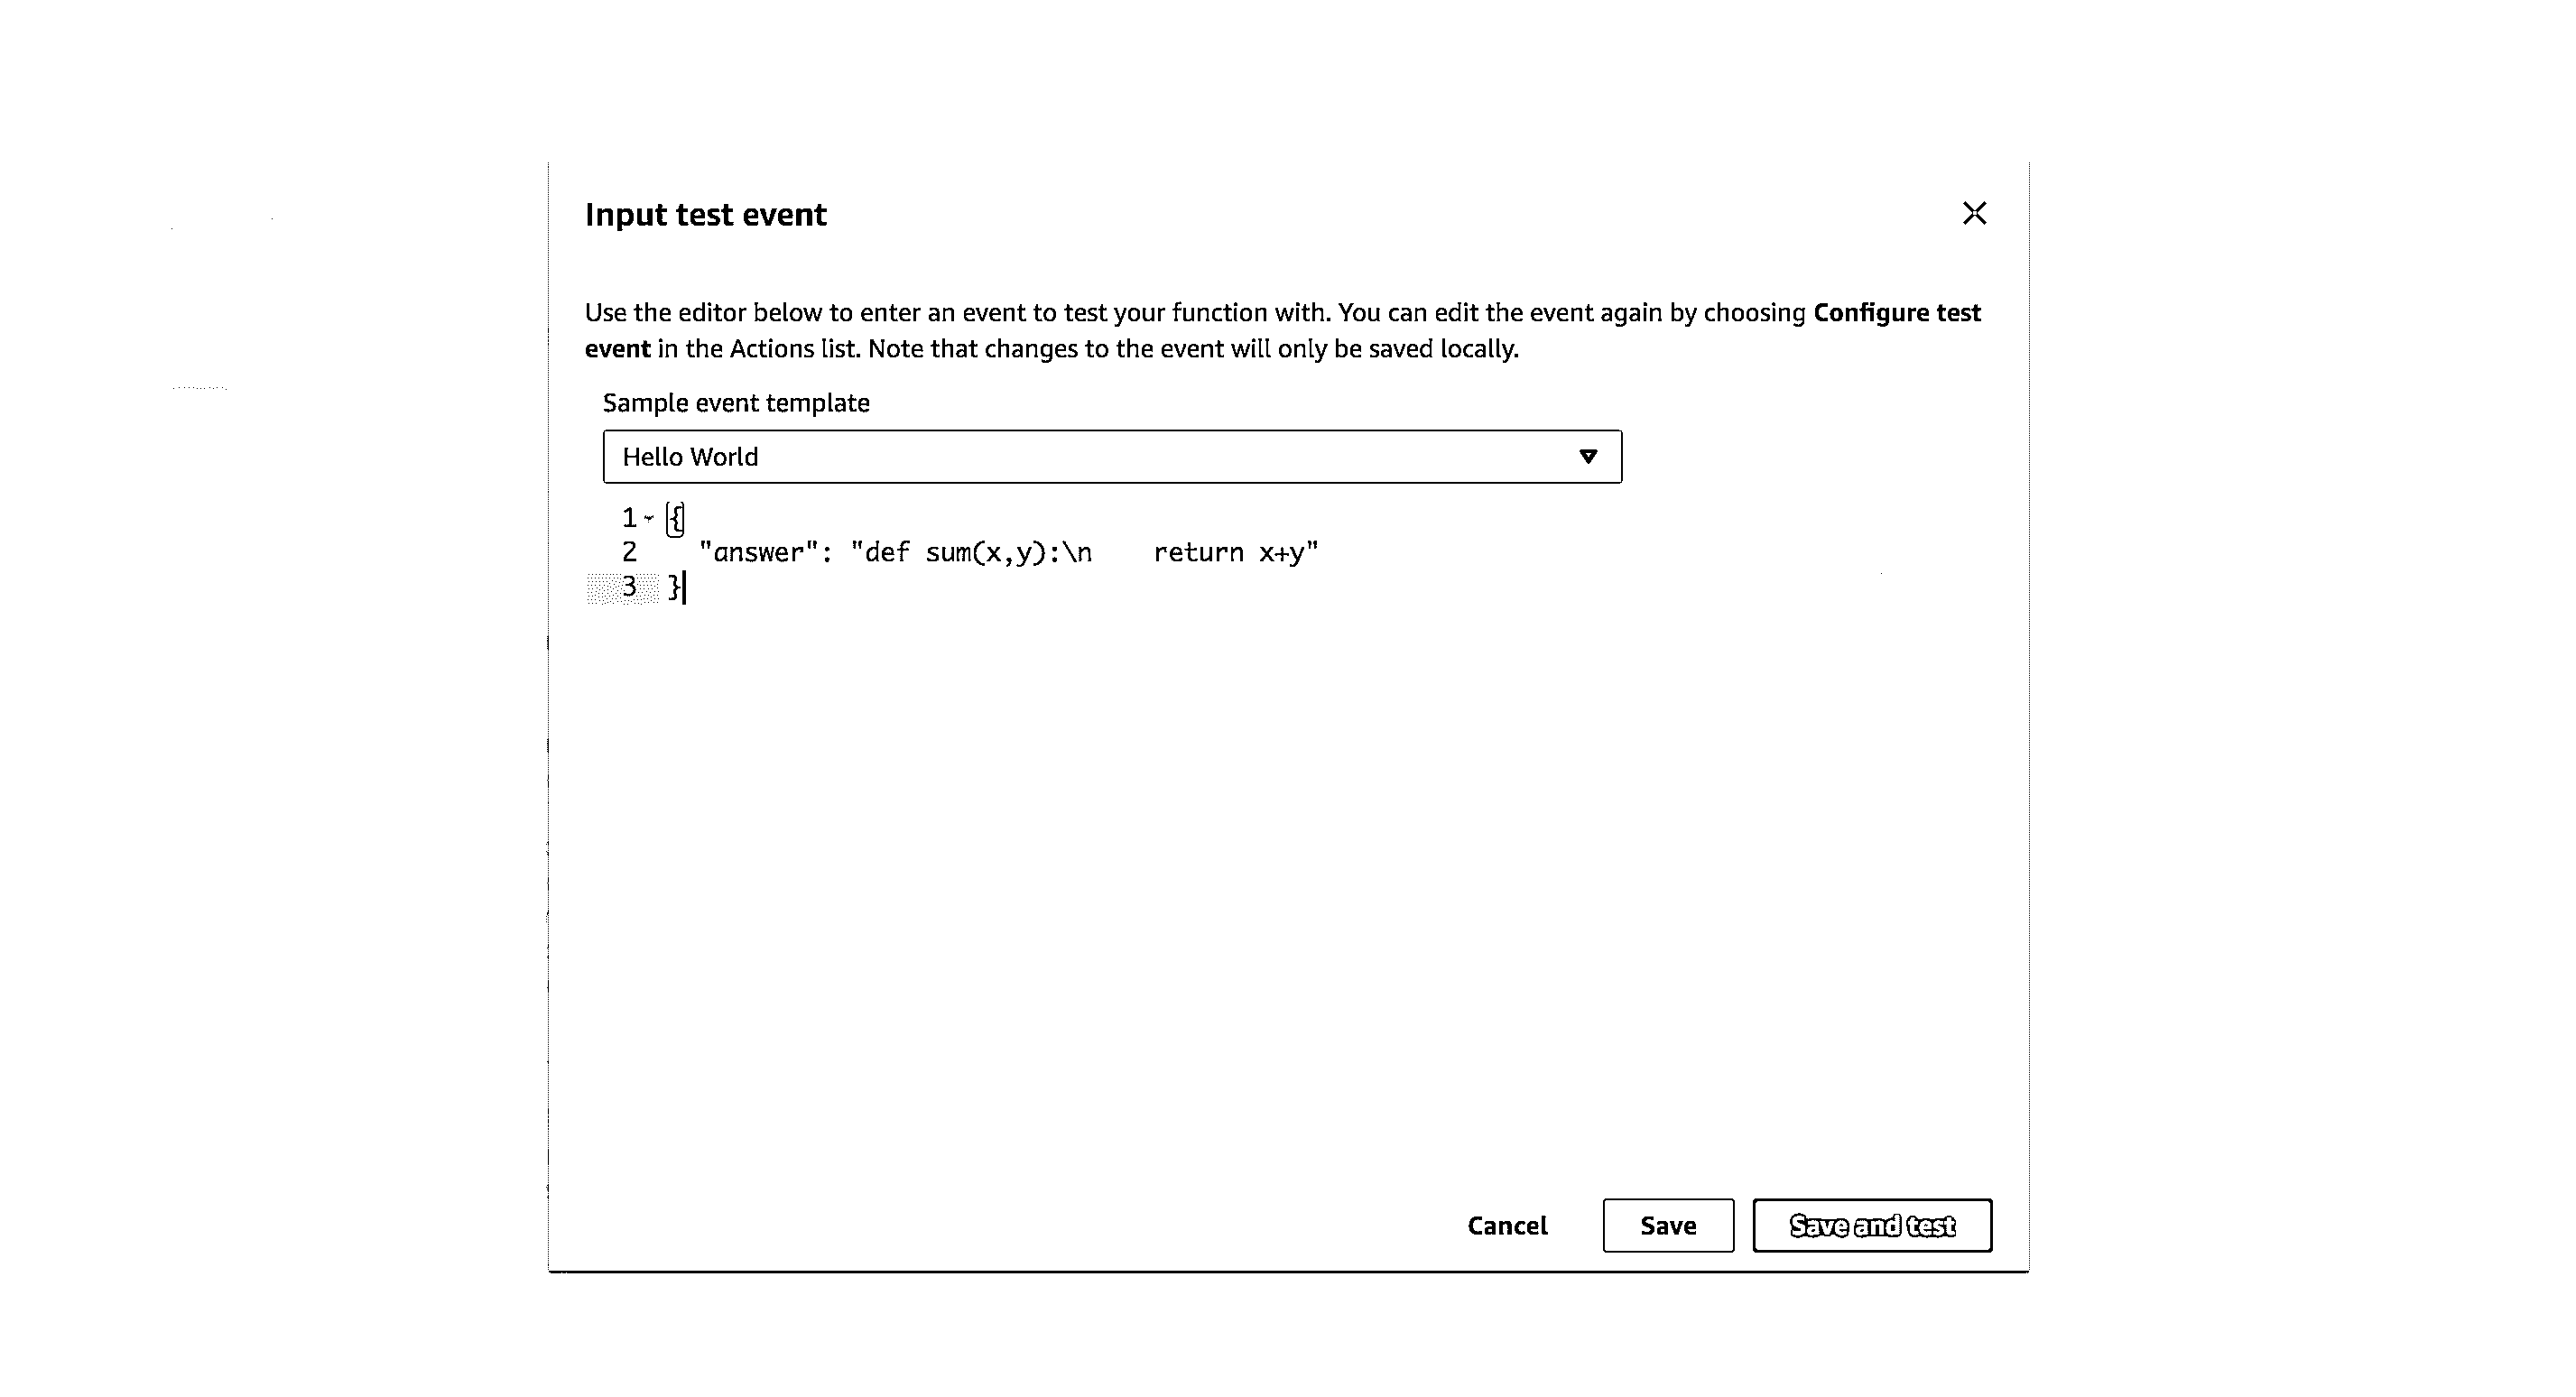 Input test event
Use the editor below to enter an event to test your function with. You can edit the event again by choosing Configure test
event in the Actions list. Note that changes to the event will only be saved locally.
Sample event template
Hello World
1 {
2 "answer": "def sum(x,y):\n    return x+y"
3 }
Cancel Save Save and test